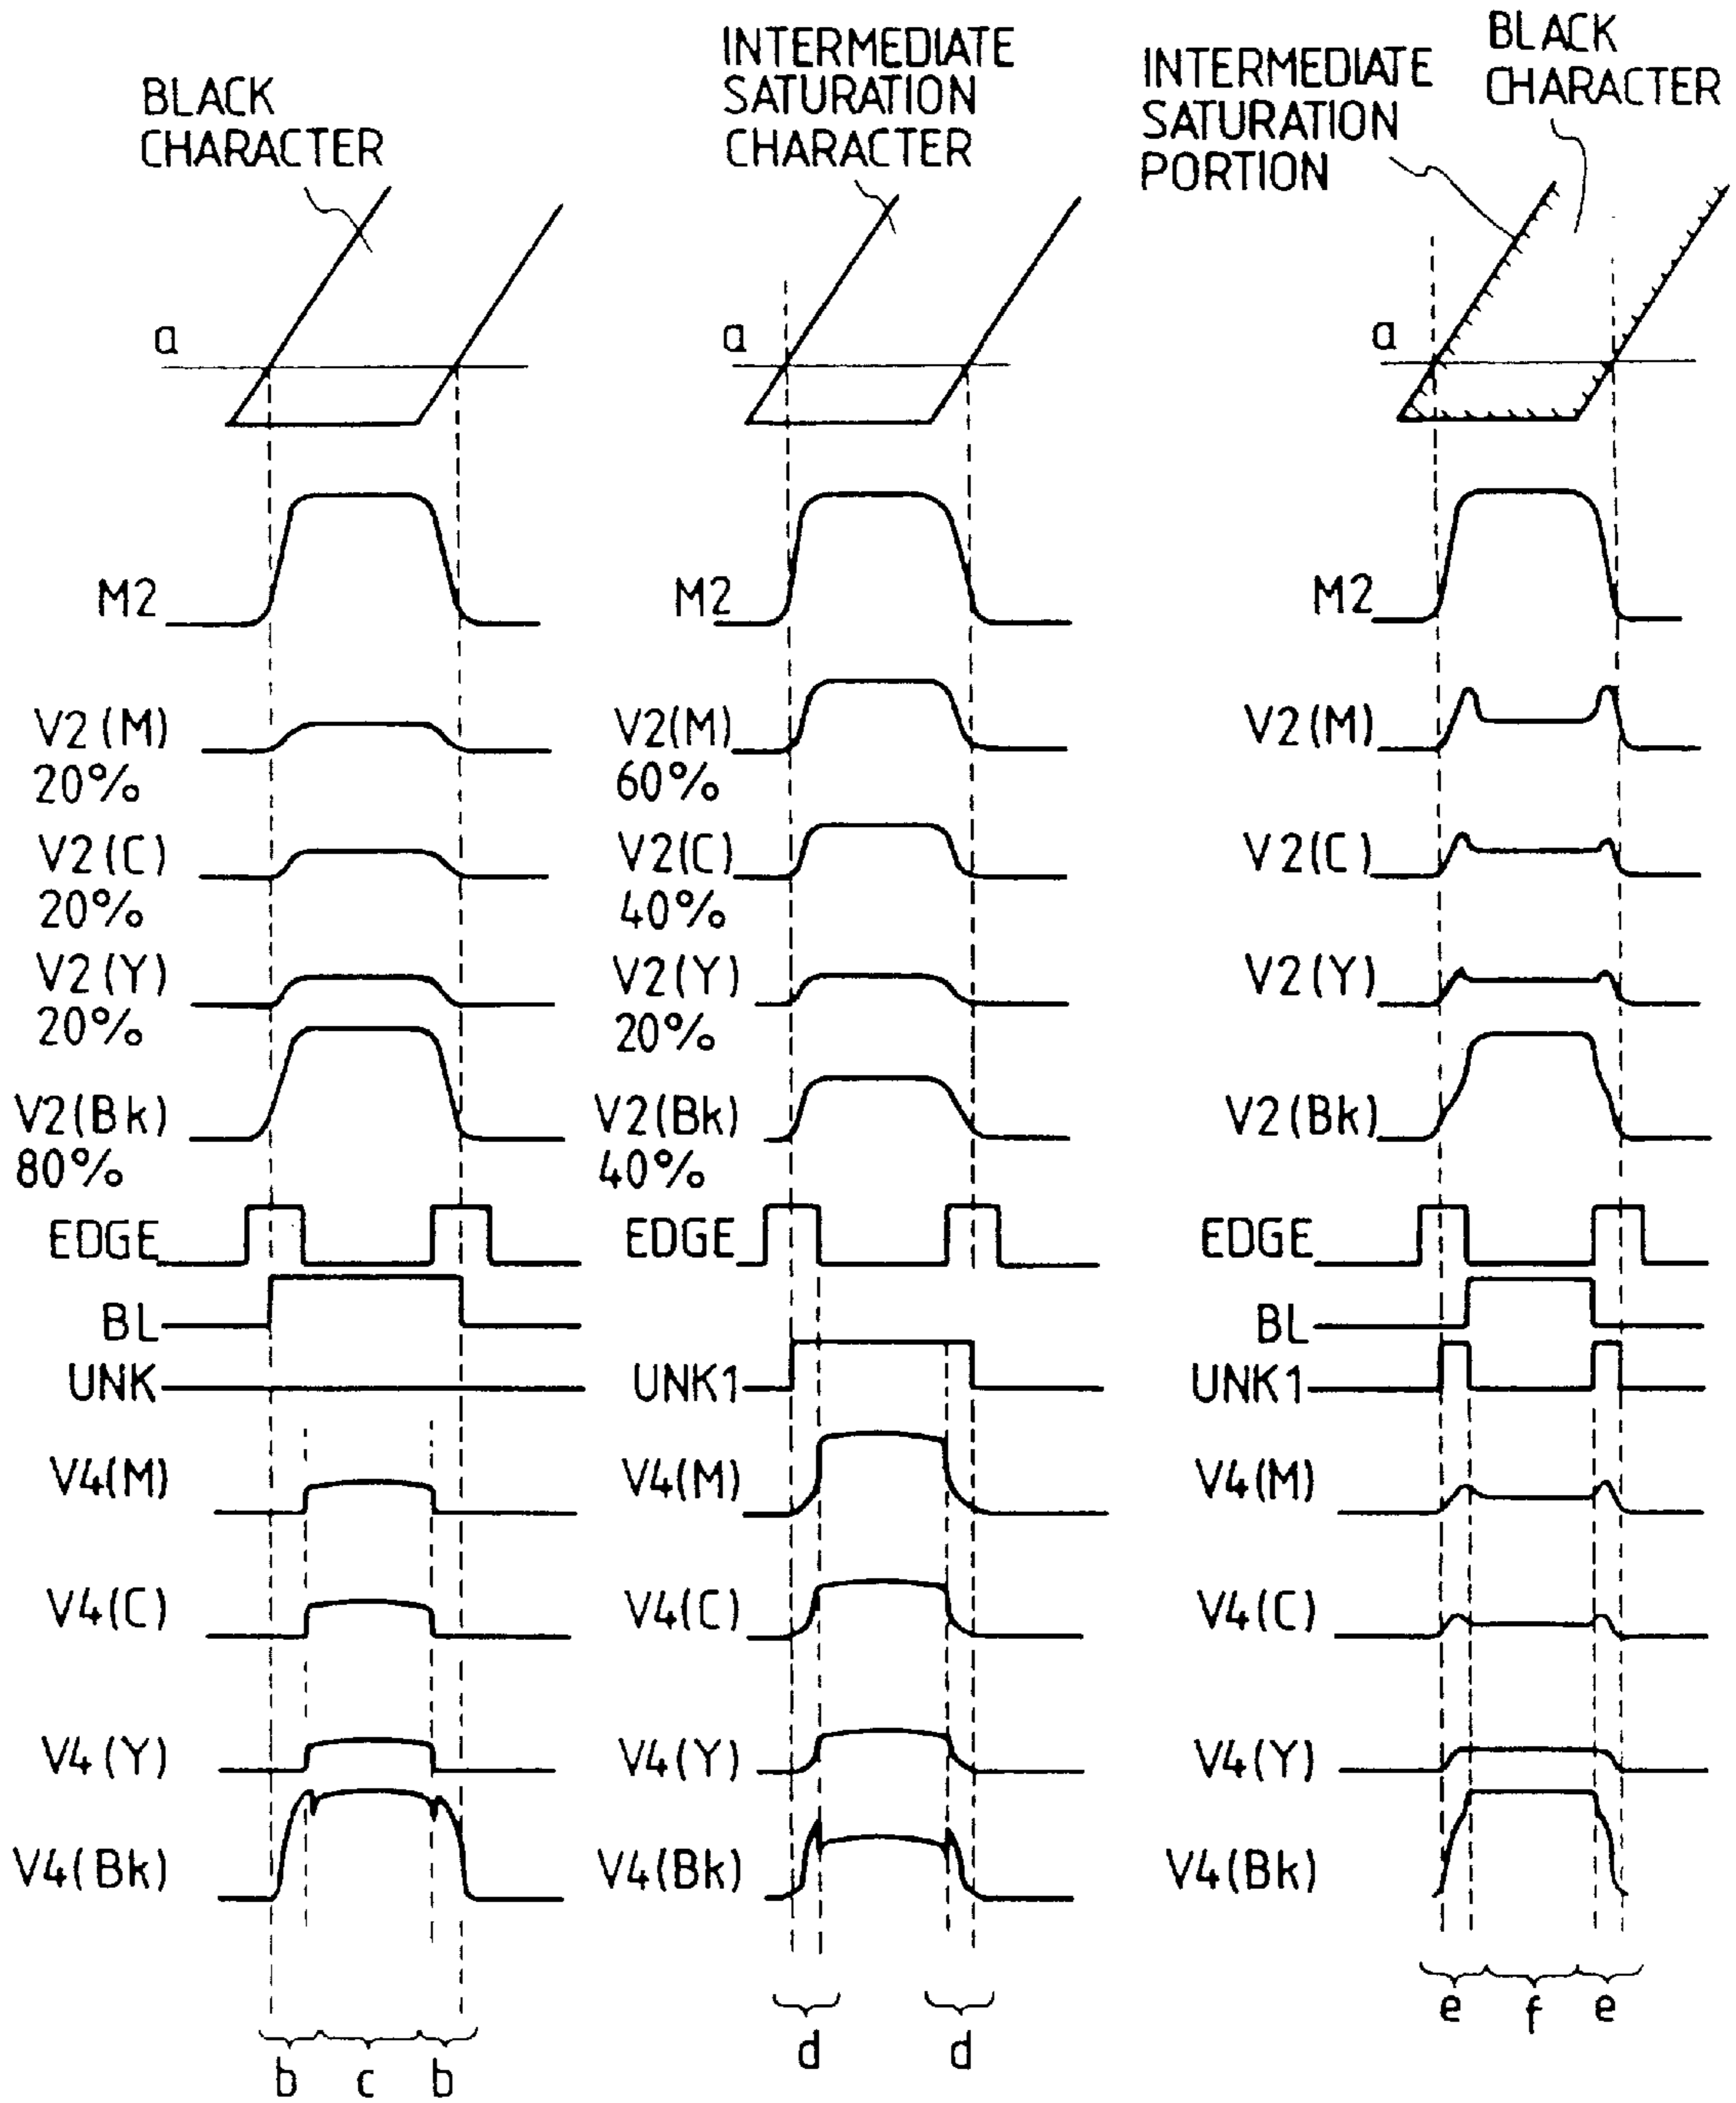 BLACK
CHARACTER
a
M2
V2(M)
20%
V2(C)
20%
V2(Y)
20%
V2(Bk)
80%
EDGE
BL
UNK
V4(M)
V4(C)
V4(Y)
V4(Bk)
b c b
INTERMEDIATE
SATURATION
CHARACTER
a
M2
V2(M)
60%
V2(C)
40%
V2(Y)
20%
V2(Bk)
40%
EDGE
UNK1
V4(M)
V4(C)
V4(Y)
V4(Bk)
d d
INTERMEDIATE
SATURATION
PORTION
BLACK
CHARACTER
a
M2
V2(M)
V2(C)
V2(Y)
V2(Bk)
EDGE
BL
UNK1
V4(M)
V4(C)
V4(Y)
V4(Bk)
e f e